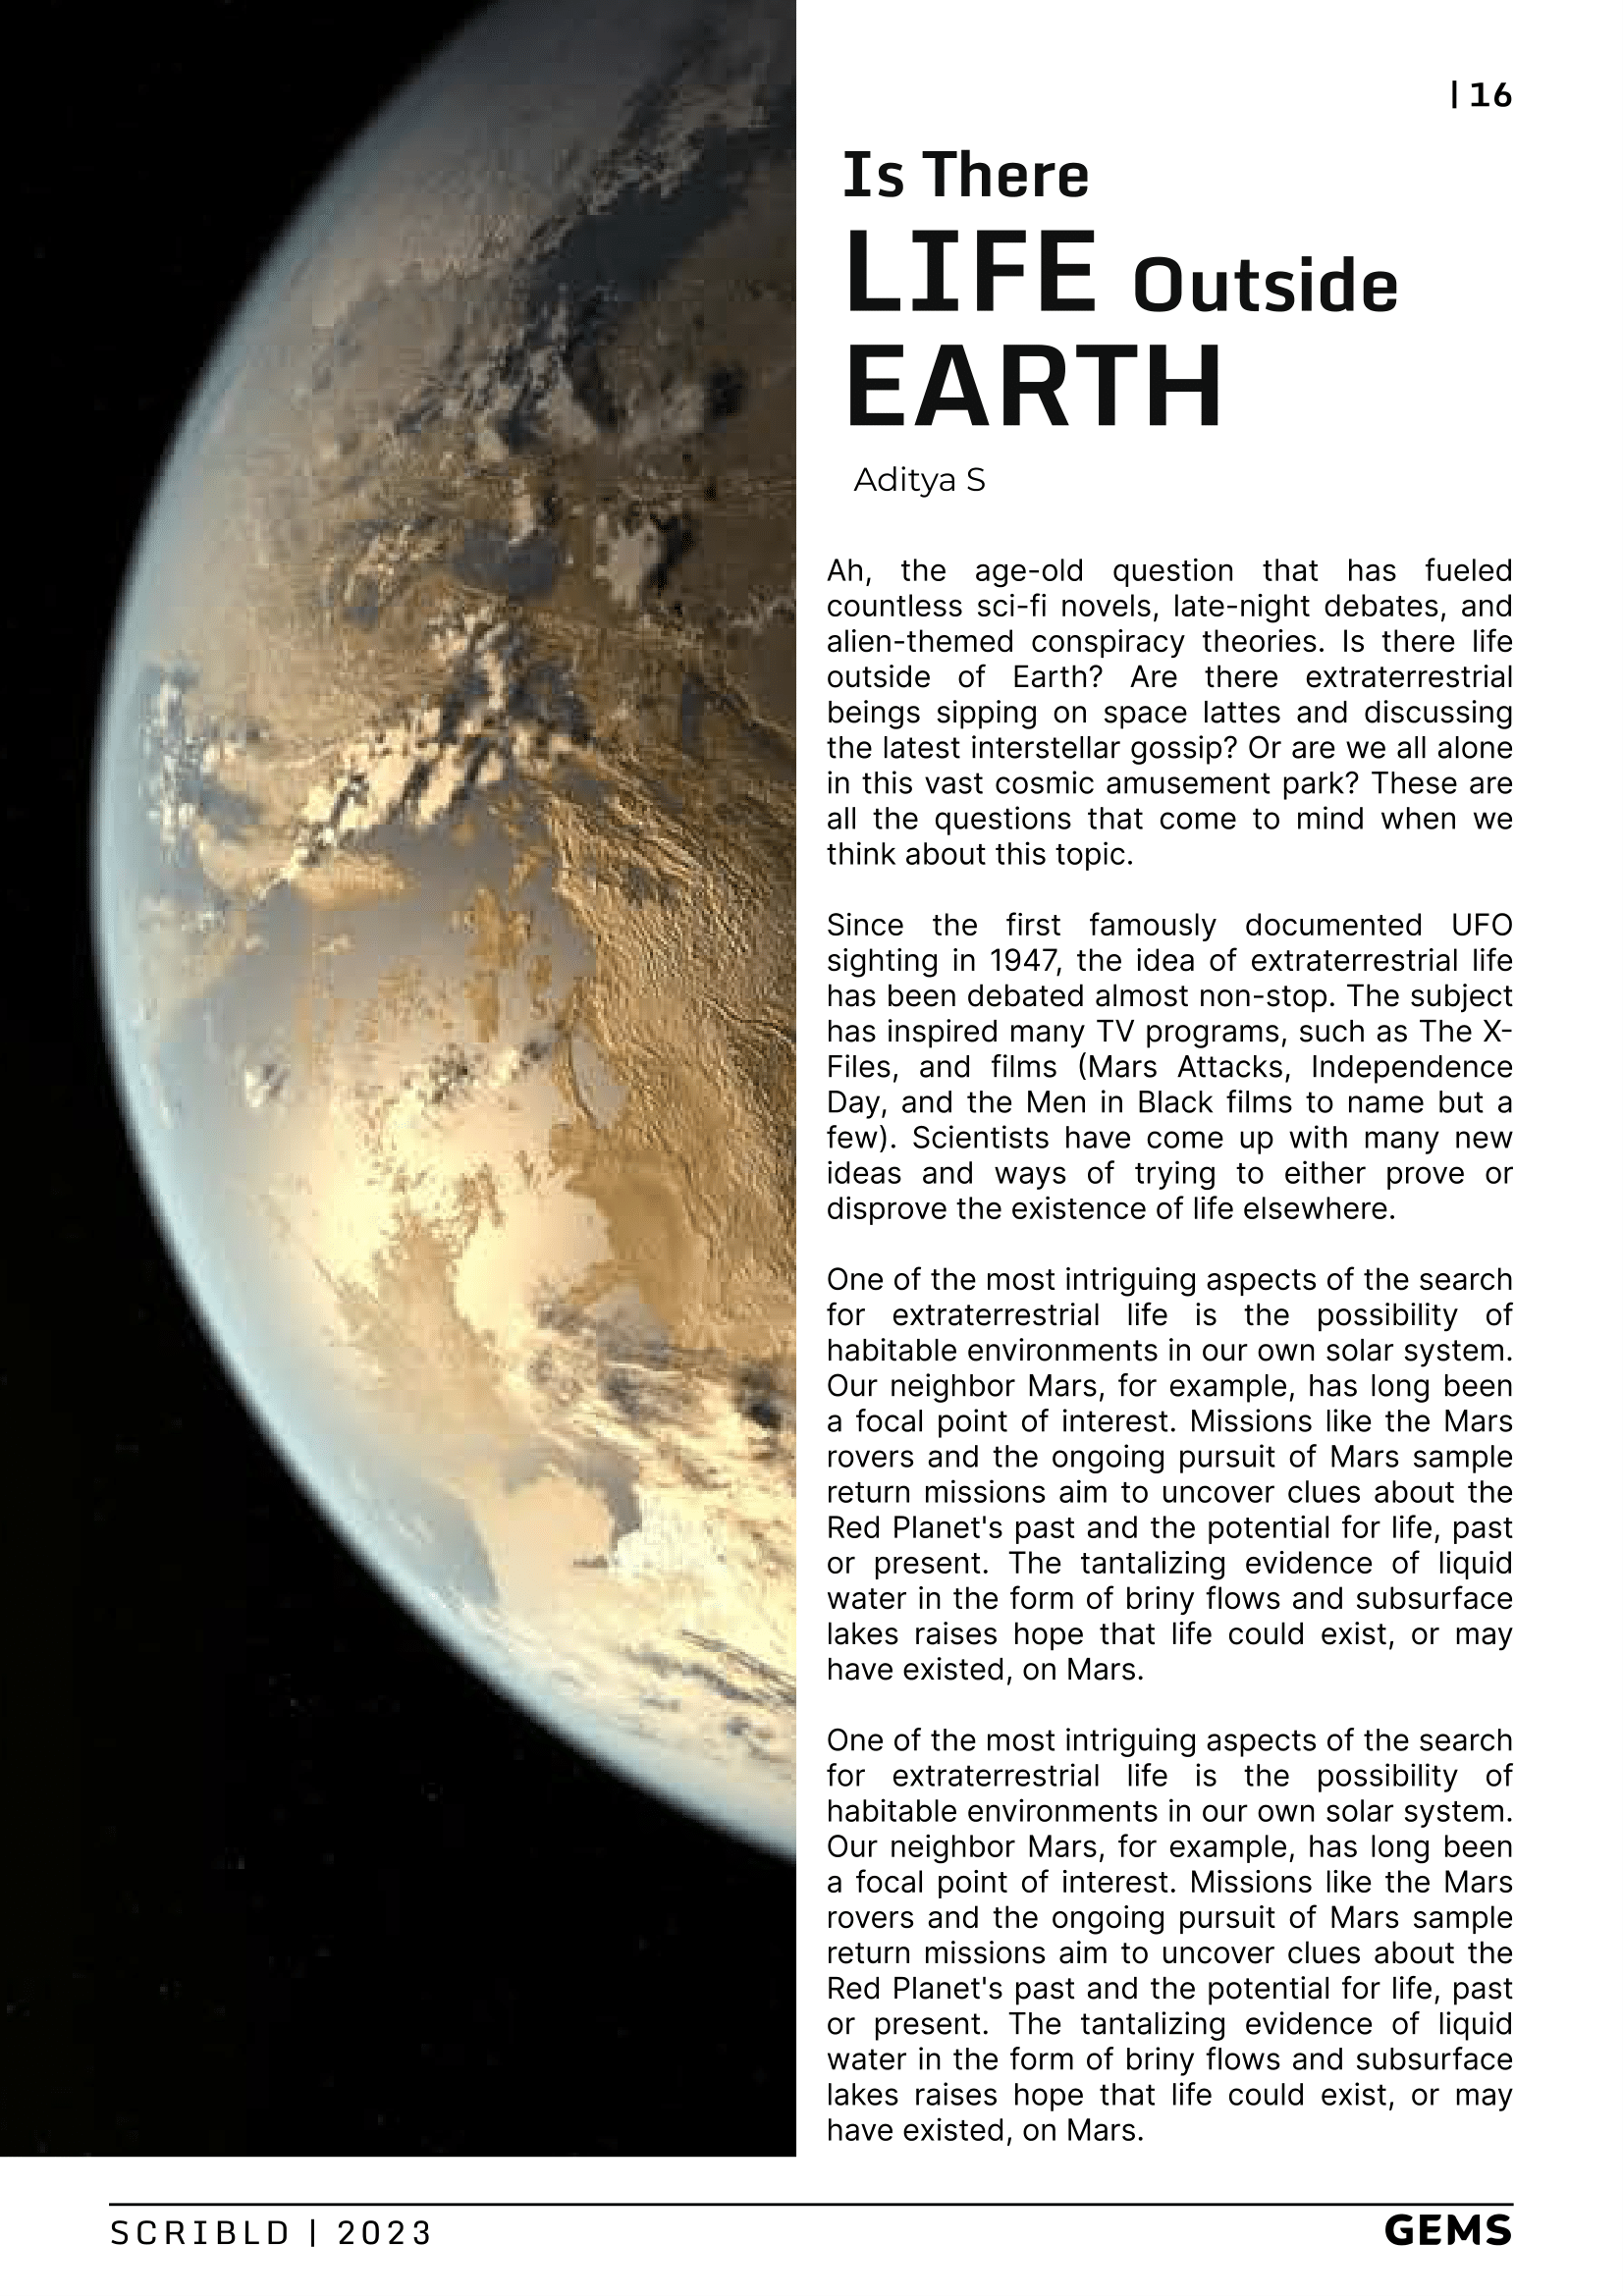 | 16
Is There
LIFE Outside
EARTH
Aditya S
Ah, the age-old question that has fueled
countless sci-fi novels, late-night debates, and
alien-themed conspiracy theories. Is there life
outside of Earth? Are there extraterrestrial
beings sipping on space lattes and discussing
the latest interstellar gossip? Or are we all alone
in this vast cosmic amusement park? These are
all the questions that come to mind when we
think about this topic.
Since the first famously documented UFO
sighting in 1947, the idea of extraterrestrial life
has been debated almost non-stop. The subject
has inspired many TV programs, such as The X-
Files, and films (Mars Attacks, Independence
Day, and the Men in Black films to name but a
few). Scientists have come up with many new
ideas and ways of trying to either prove or
disprove the existence of life elsewhere.
One of the most intriguing aspects of the search
for extraterrestrial life is the possibility of
habitable environments in our own solar system.
Our neighbor Mars, for example, has long been
a focal point of interest. Missions like the Mars
rovers and the ongoing pursuit of Mars sample
return missions aim to uncover clues about the
Red Planet's past and the potential for life, past
or present. The tantalizing evidence of liquid
water in the form of briny flows and subsurface
lakes raises hope that life could exist, or may
have existed, on Mars.
One of the most intriguing aspects of the search
for extraterrestrial life is the possibility of
habitable environments in our own solar system.
Our neighbor Mars, for example, has long been
a focal point of interest. Missions like the Mars
rovers and the ongoing pursuit of Mars sample
return missions aim to uncover clues about the
Red Planet's past and the potential for life, past
or present. The tantalizing evidence of liquid
water in the form of briny flows and subsurface
lakes raises hope that life could exist, or may
have existed, on Mars.
SCRIBLD | 2023
GEMS